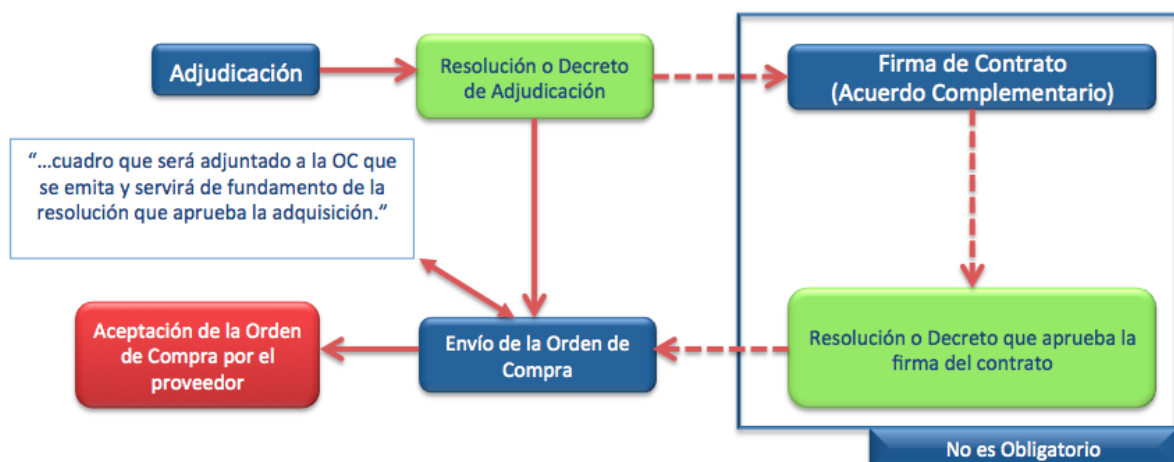 Adjudicación
Resolución o Decreto
de Adjudicación
Firma de Contrato
(Acuerdo Complementario)
“...cuadro que será adjuntado a la OC que
se emita y servirá de fundamento de la
resolución que aprueba la adquisición.”
Aceptación de la Orden
de Compra por el
proveedor
Envío de la Orden de
Compra
Resolución o Decreto que aprueba la
firma del contrato
No es Obligatorio